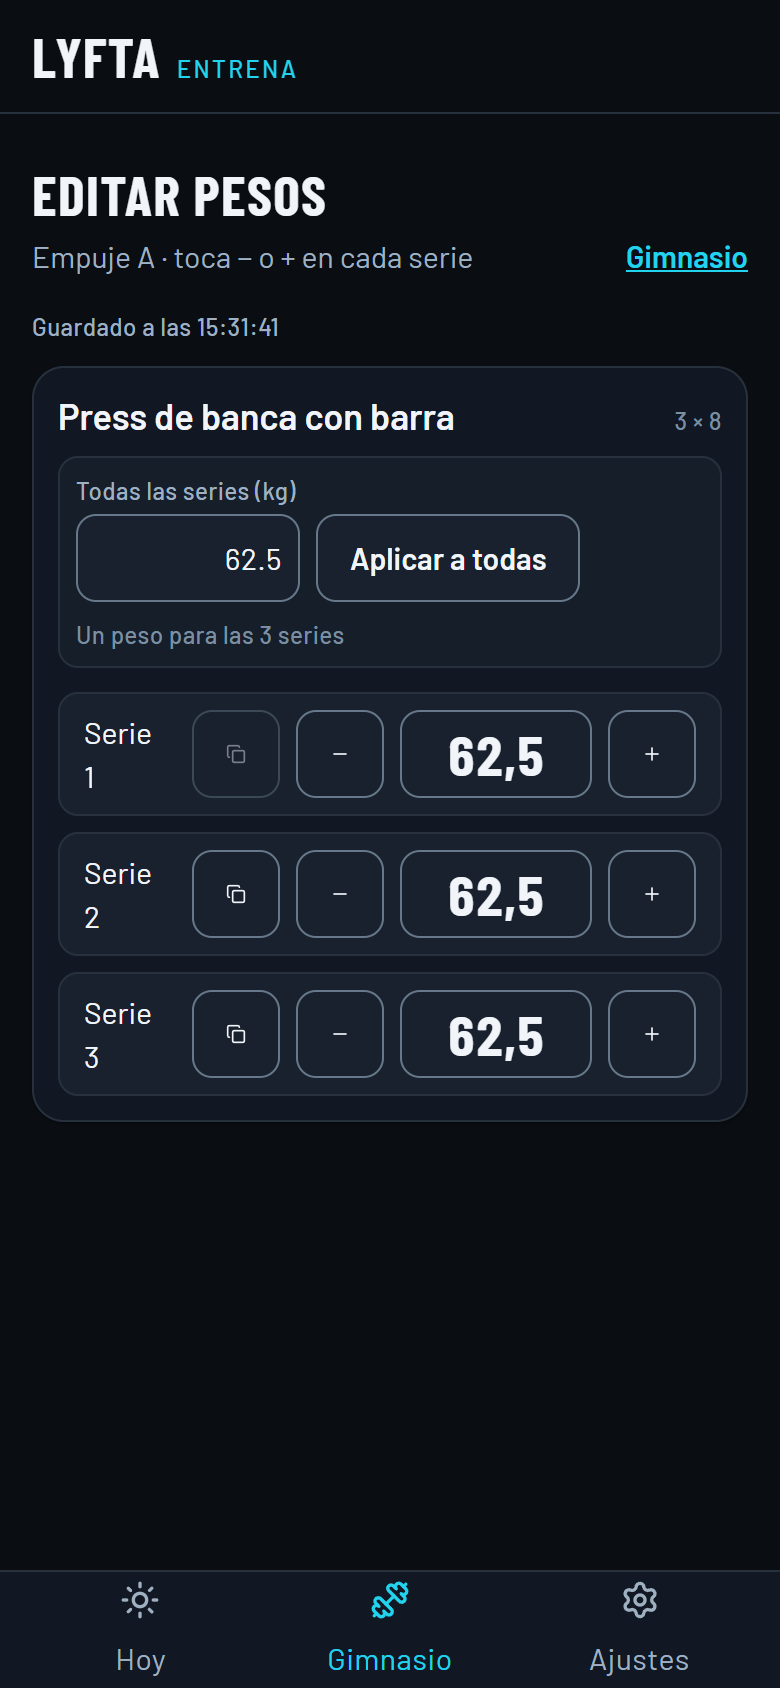 LYFTA ENTRENA
EDITAR PESOS
Empuje A · toca − o + en cada serie Gimnasio
Guardado a las 15:31:41
Press de banca con barra 3 × 8
Todas las series (kg)
62.5 Aplicar a todas
Un peso para las 3 series
Serie 1 − 62,5 +
Serie 2 − 62,5 +
Serie 3 − 62,5 +
Hoy Gimnasio Ajustes